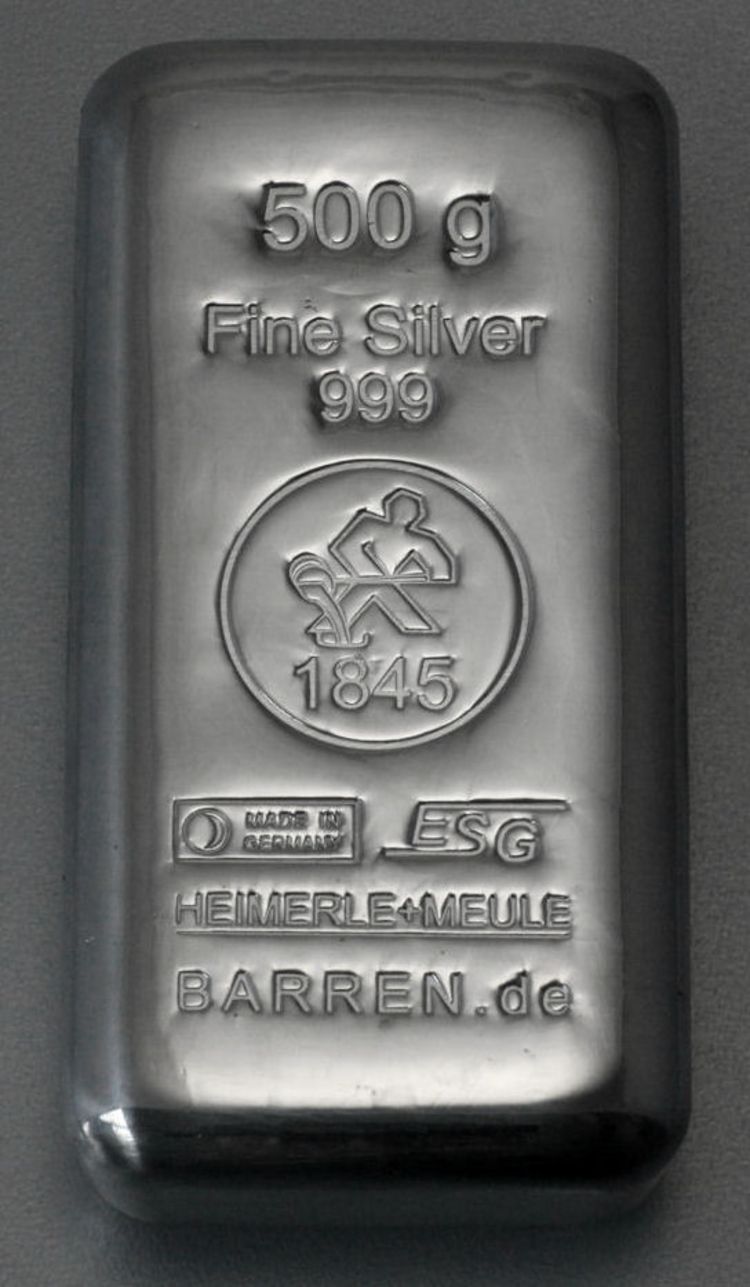 500 g
Fine Silver
999
1845
MADE IN
GERMANY
ESG
HEIMERLE+MEULE
BARREN.de